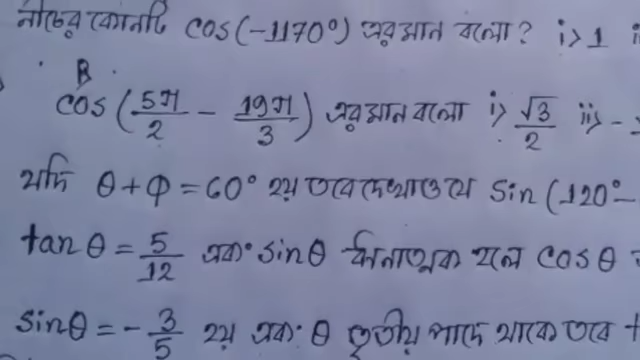 নীচের কোনটি cos(-1170°) এর মান বলো? i> 1
B
cos(5π/2 - 19π/3) এর মান বলো i> √3/2 ii> -
যদি θ+φ=60° হয় তবে দেখাও যে sin(120°-
tanθ = 5/12 এবং sinθ ঋনাত্মক হলে cosθ
sinθ = -3/5 হয় এবং θ তৃতীয় পাদে থাকে তবে